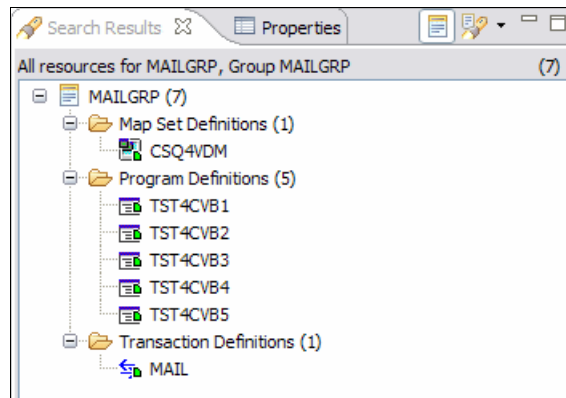 Search Results Properties
All resources for MAILGRP, Group MAILGRP (7)
MAILGRP (7)
Map Set Definitions (1)
CSQ4VDM
Program Definitions (5)
TST4CVB1
TST4CVB2
TST4CVB3
TST4CVB4
TST4CVB5
Transaction Definitions (1)
MAIL